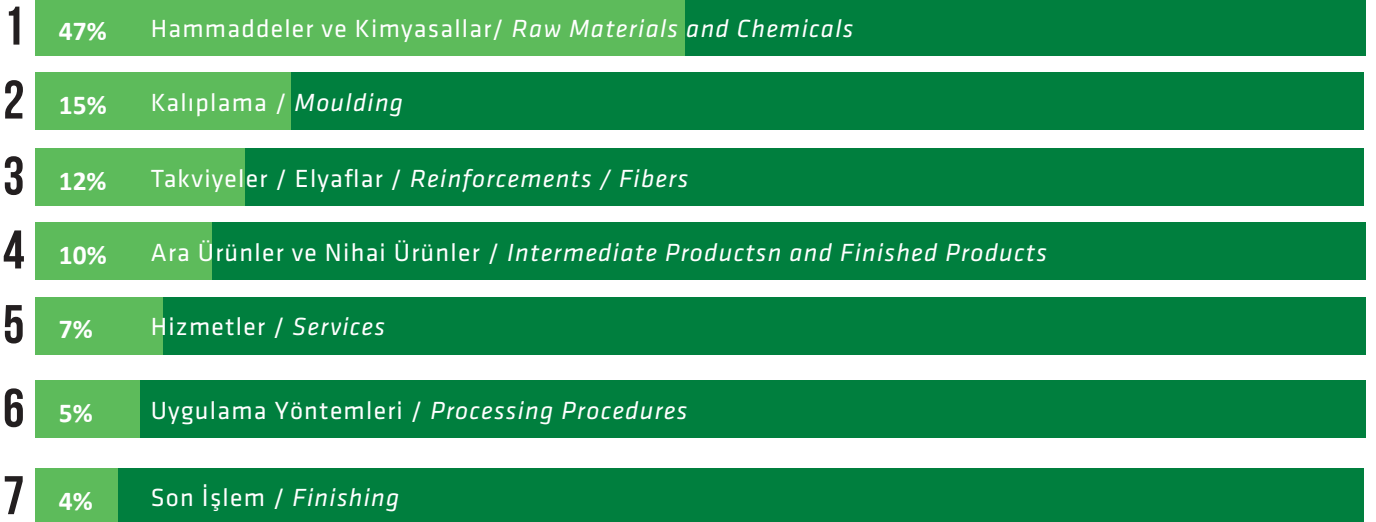 1 47% Hammaddeler ve Kimyasallar/ Raw Materials and Chemicals
2 15% Kalıplama / Moulding
3 12% Takviyeler / Elyaflar / Reinforcements / Fibers
4 10% Ara Ürünler ve Nihai Ürünler / Intermediate Productsn and Finished Products
5 7% Hizmetler / Services
6 5% Uygulama Yöntemleri / Processing Procedures
7 4% Son İşlem / Finishing